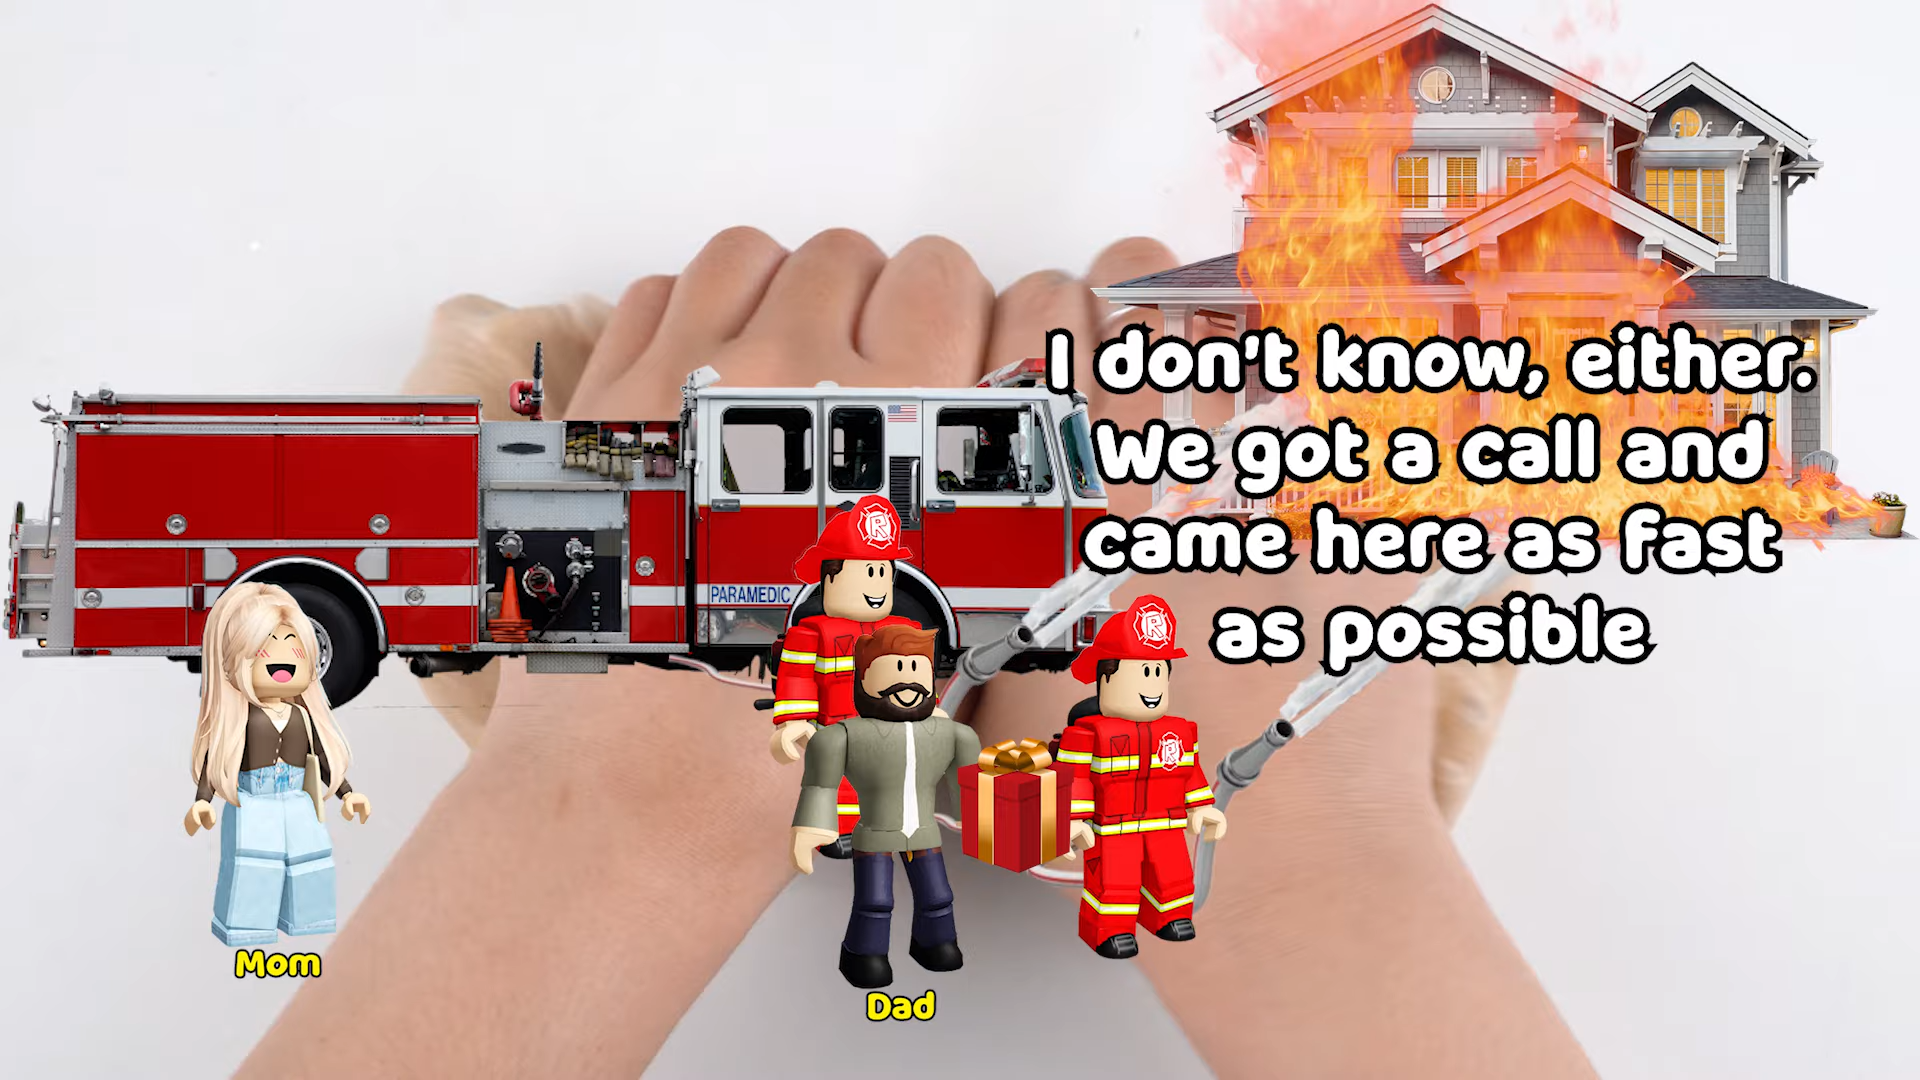 I don't know, either.
We got a call and
came here as fast
as possible
PARAMEDIC
R
R
R
Mom
Dad